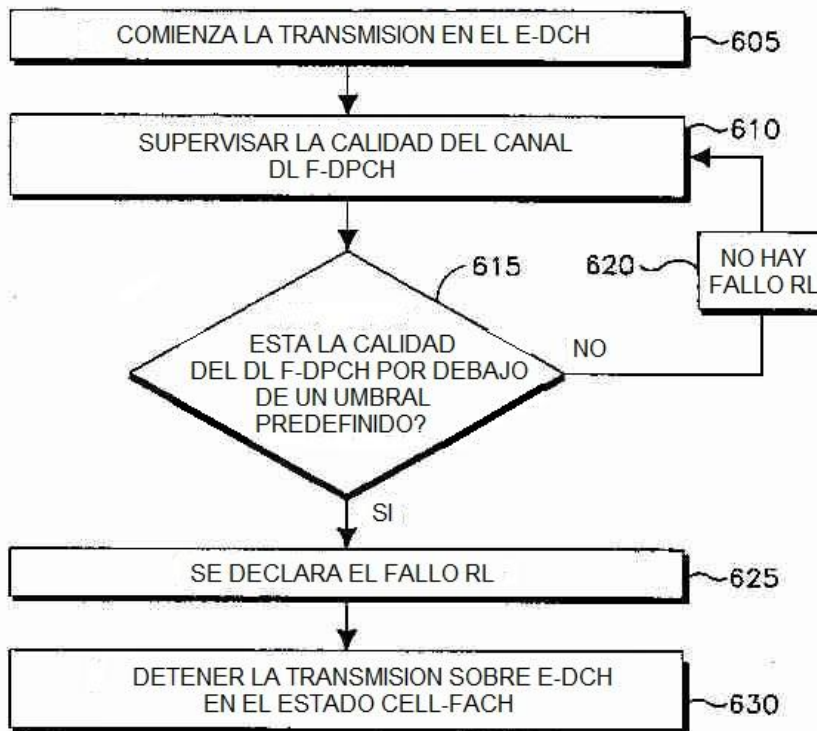 COMIENZA LA TRANSMISION EN EL E-DCH
605
SUPERVISAR LA CALIDAD DEL CANAL
DL F-DPCH
610
615
ESTA LA CALIDAD
DEL DL F-DPCH POR DEBAJO
DE UN UMBRAL
PREDEFINIDO?
NO
620
NO HAY
FALLO RL
SI
SE DECLARA EL FALLO RL
625
DETENER LA TRANSMISION SOBRE E-DCH
EN EL ESTADO CELL-FACH
630